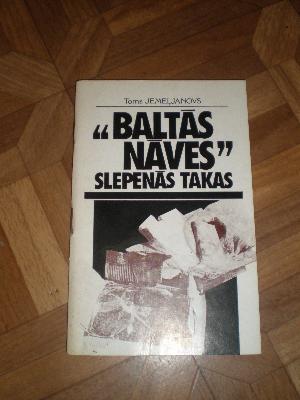 Toms JEMEĻJANOVS
„BALTĀS
NĀVES”
SLEPENĀS TAKAS